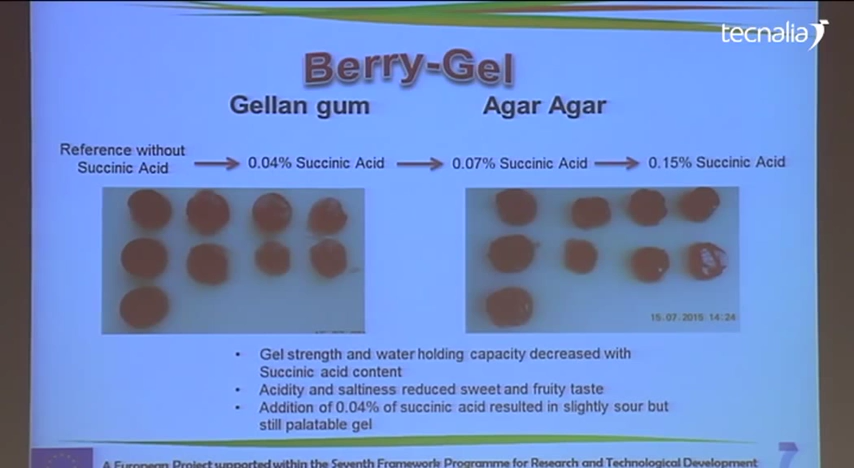 tecnalia
Berry-Gel
Gellan gum
Agar Agar
Reference without
Succinic Acid
0.04% Succinic Acid
0.07% Succinic Acid
0.15% Succinic Acid
15.07.2015 14:24
• Gel strength and water holding capacity decreased with
Succinic acid content
• Acidity and saltiness reduced sweet and fruity taste
• Addition of 0.04% of succinic acid resulted in slightly sour but
still palatable gel
A European Project supported within the Seventh Framework Programme for Research and Technological Development
7